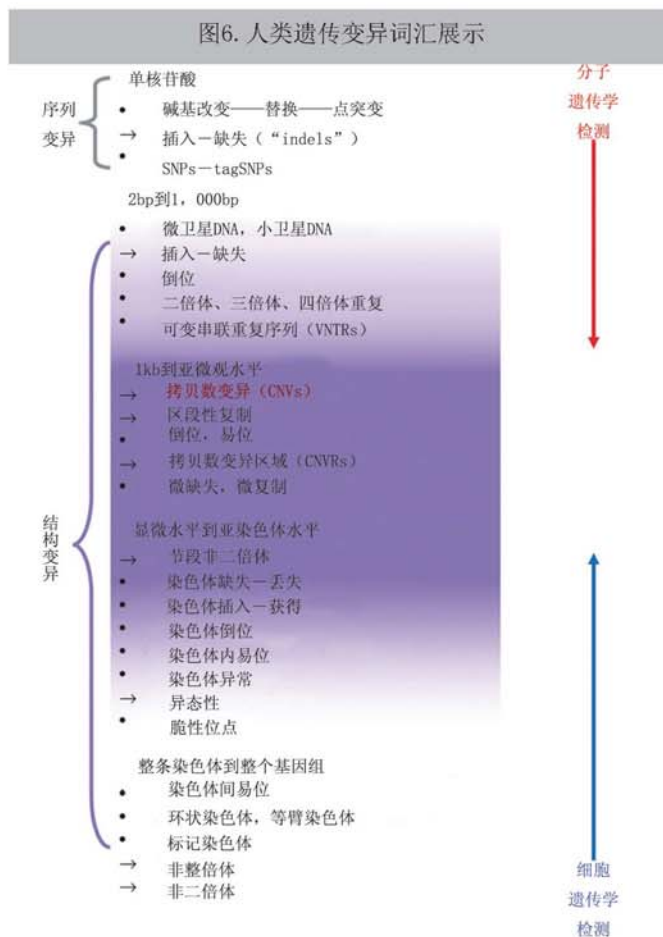 图6. 人类遗传变异词汇展示
序列
变异
单核苷酸
• 碱基改变——替换——点突变
→ 插入－缺失（“indels”）
• SNPs－tagSNPs
2bp到1，000bp
• 微卫星DNA，小卫星DNA
→ 插入－缺失
• 倒位
• 二倍体、三倍体、四倍体重复
• 可变串联重复序列（VNTRs）
1kb到亚微观水平
→ 拷贝数变异（CNVs）
→ 区段性复制
• 倒位，易位
→ 拷贝数变异区域（CNVRs）
• 微缺失，微复制
结构变异
显微水平到亚染色体水平
→ 节段非二倍体
• 染色体缺失－丢失
• 染色体插入－获得
• 染色体倒位
• 染色体内易位
• 染色体异常
→ 异态性
• 脆性位点
整条染色体到整个基因组
• 染色体间易位
• 环状染色体，等臂染色体
• 标记染色体
→ 非整倍体
→ 非二倍体
分子
遗传学
检测
细胞
遗传学
检测